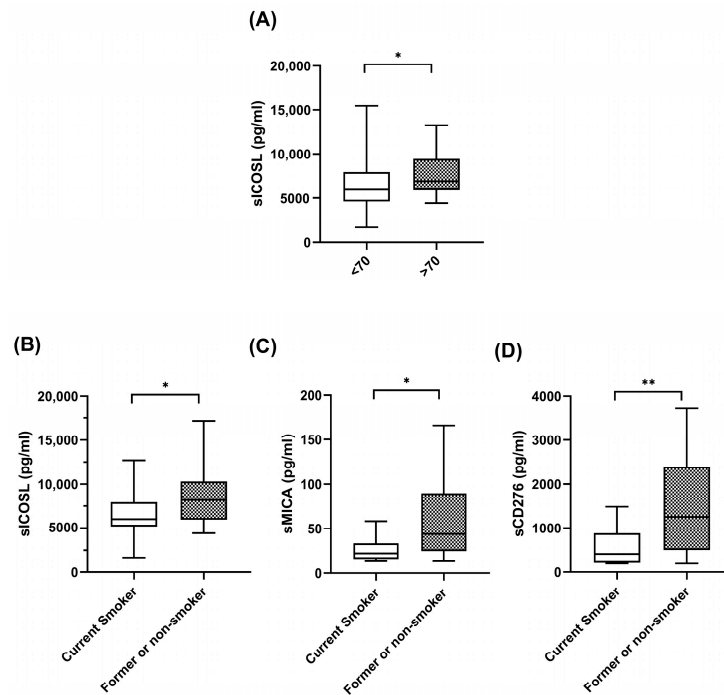 (A)
*
20,000
15,000
10,000
5000
0
sICOSL (pg/ml)
<70
>70
(B)
*
20,000
15,000
10,000
5000
0
sICOSL (pg/ml)
Current Smoker
Former or non-smoker
(C)
*
200
150
100
50
0
sMICA (pg/ml)
Current Smoker
Former or non-smoker
(D)
**
4000
3000
2000
1000
0
sCD276 (pg/ml)
Current Smoker
Former or non-smoker